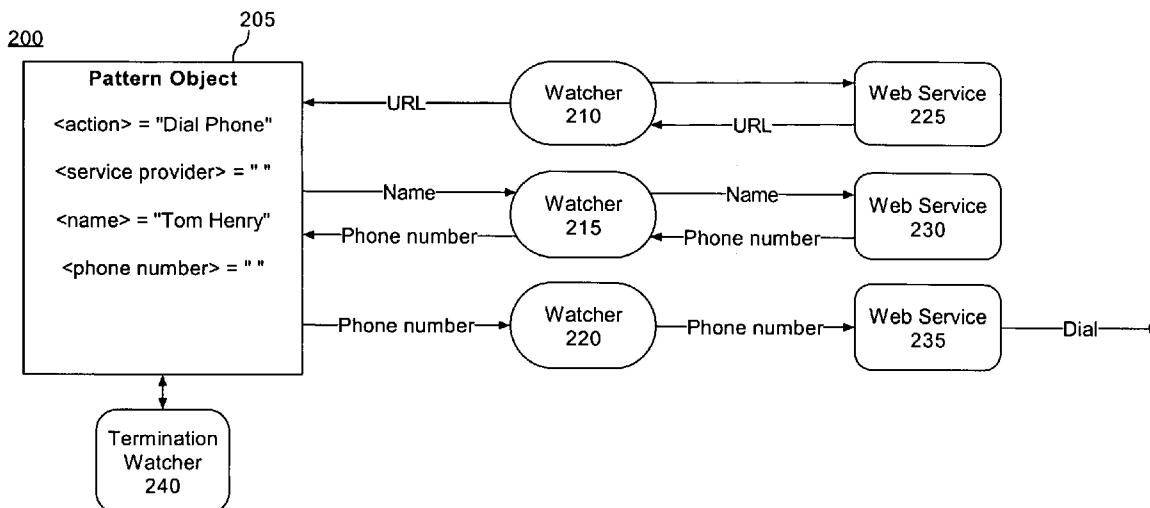 200
205
Pattern Object
<action> = "Dial Phone"
<service provider> = " "
<name> = "Tom Henry"
<phone number> = " "
URL
Watcher
210
URL
Web Service
225
Name
Phone number
Watcher
215
Name
Phone number
Web Service
230
Phone number
Watcher
220
Phone number
Web Service
235
Dial
Termination
Watcher
240